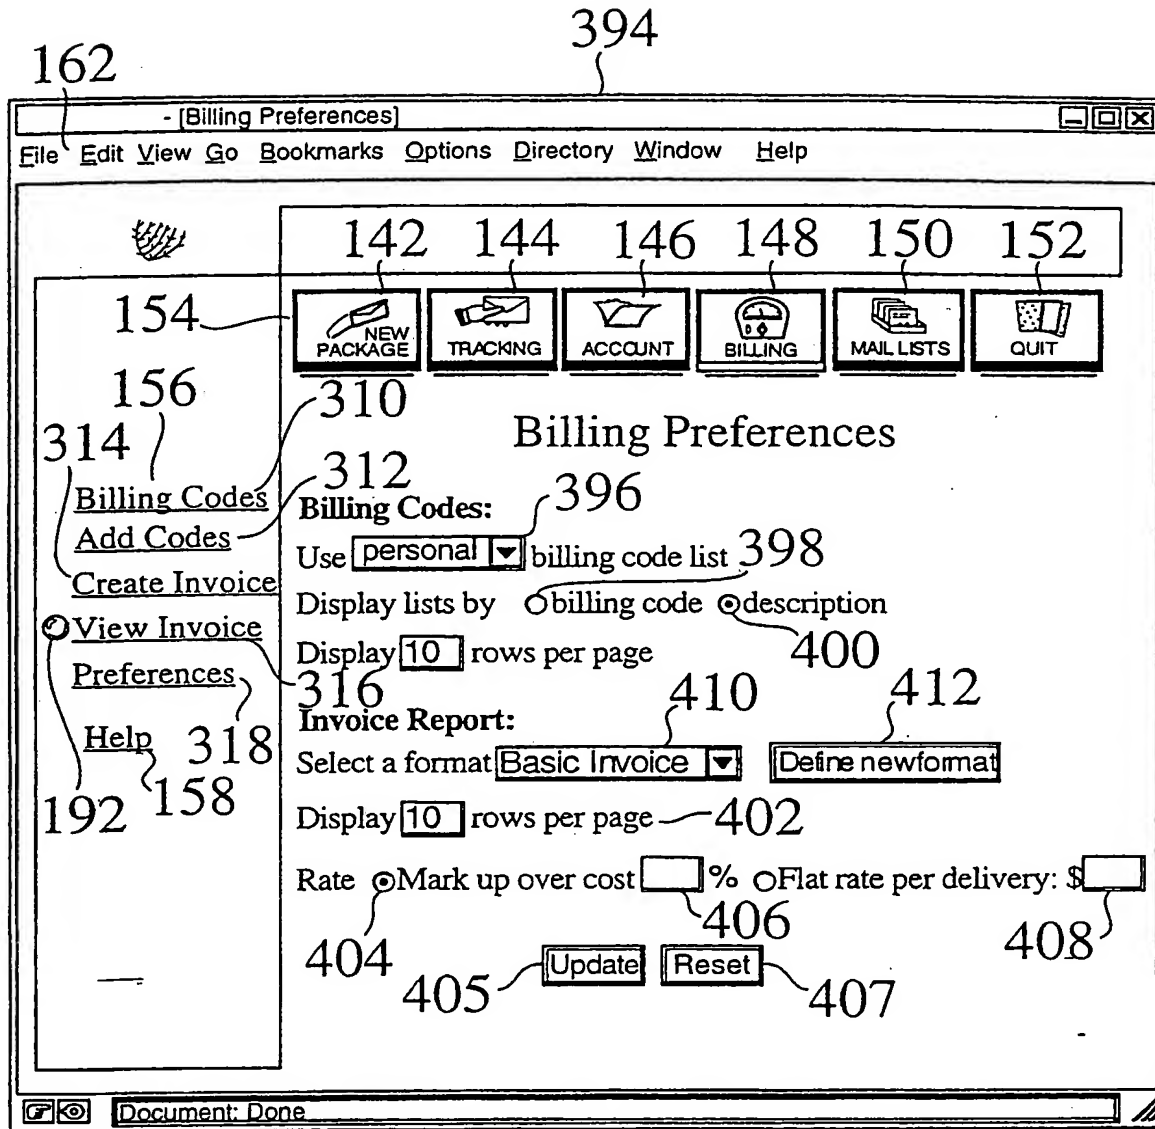 394
162
- [Billing Preferences]
File Edit View Go Bookmarks Options Directory Window Help
142 144 146 148 150 152
154
NEW PACKAGE TRACKING ACCOUNT BILLING MAIL LISTS QUIT
156
310
314
Billing Preferences
312
396
Billing Codes
Billing Codes:
Add Codes
Use personal billing code list 398
Create Invoice
Display lists by billing code description
View Invoice
400
Display 10 rows per page
Preferences
316
410
412
Invoice Report:
Help
318
Select a format Basic Invoice Define newformat
158
192
Display 10 rows per page 402
Rate Mark up over cost % Flat rate per delivery: $
406
408
404
Update Reset
405
407
Document: Done